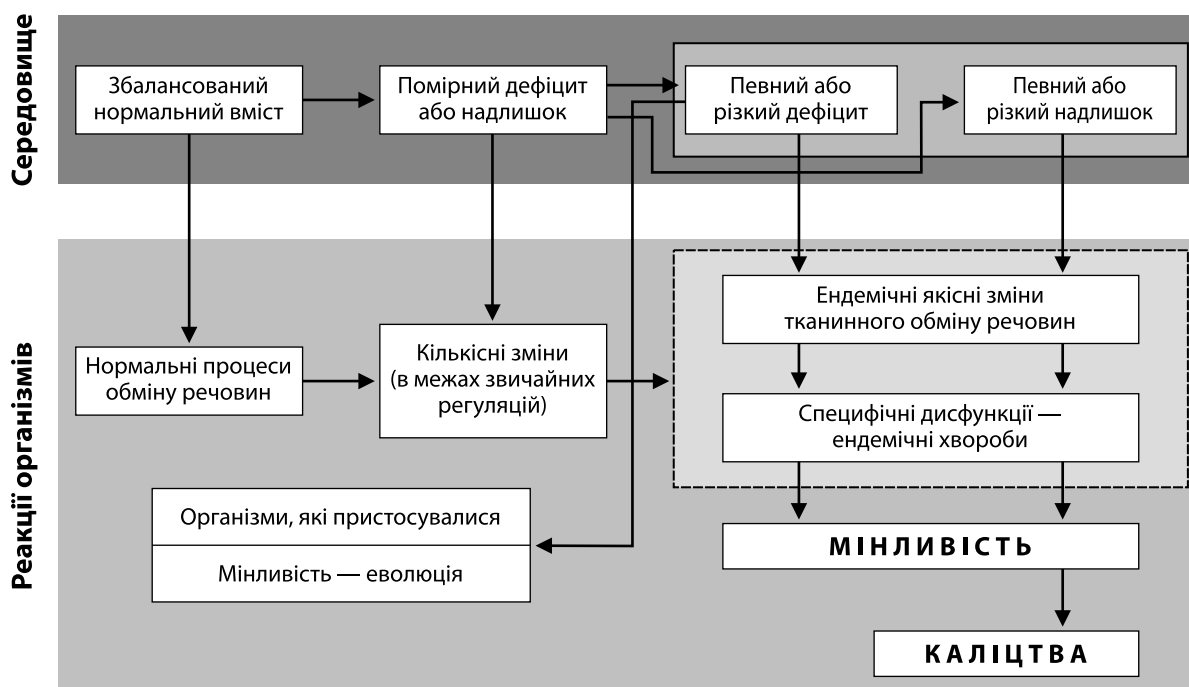 Середовище
Збалансований
нормальний вміст
Помірний дефіцит
або надлишок
Певний або
різкий дефіцит
Певний або
різкий надлишок
Реакції організмів
Нормальні процеси
обміну речовин
Кількісні зміни
(в межах звичайних
регуляцій)
Ендемічні якісні зміни
тканинного обміну речовин
Специфічні дисфункції —
ендемічні хвороби
Організми, які пристосувалися
Мінливість — еволюція
МІНЛИВІСТЬ
КАЛІЦТВА